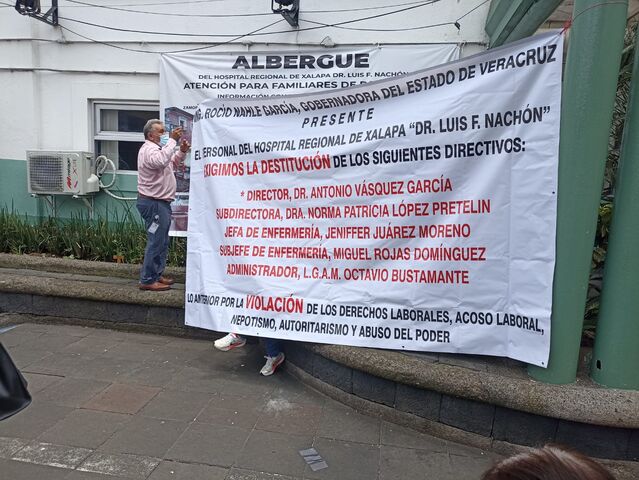 ALBERGUE
DEL HOSPITAL REGIONAL DE XALAPA DR. LUIS F. NACHÓN
ATENCIÓN PARA FAMILIARES DE
INFORMACIÓN
ROCIO NAHLE GARCÍA, GOBERNADORA DEL ESTADO DE VERACRUZ
PRESENTE
EL PERSONAL DEL HOSPITAL REGIONAL DE XALAPA "DR. LUIS F. NACHÓN"
EXIGIMOS LA DESTITUCIÓN DE LOS SIGUIENTES DIRECTIVOS:
* DIRECTOR, DR. ANTONIO VÁSQUEZ GARCÍA
SUBDIRECTORA, DRA. NORMA PATRICIA LÓPEZ PRETELIN
JEFA DE ENFERMERÍA, JENIFFER JUÁREZ MORENO
SUBJEFE DE ENFERMERÍA, MIGUEL ROJAS DOMÍNGUEZ
ADMINISTRADOR, L.G.A.M. OCTAVIO BUSTAMANTE
LO ANTERIOR POR LA VIOLACIÓN DE LOS DERECHOS LABORALES, ACOSO LABORAL,
NEPOTISMO, AUTORITARISMO Y ABUSO DEL PODER